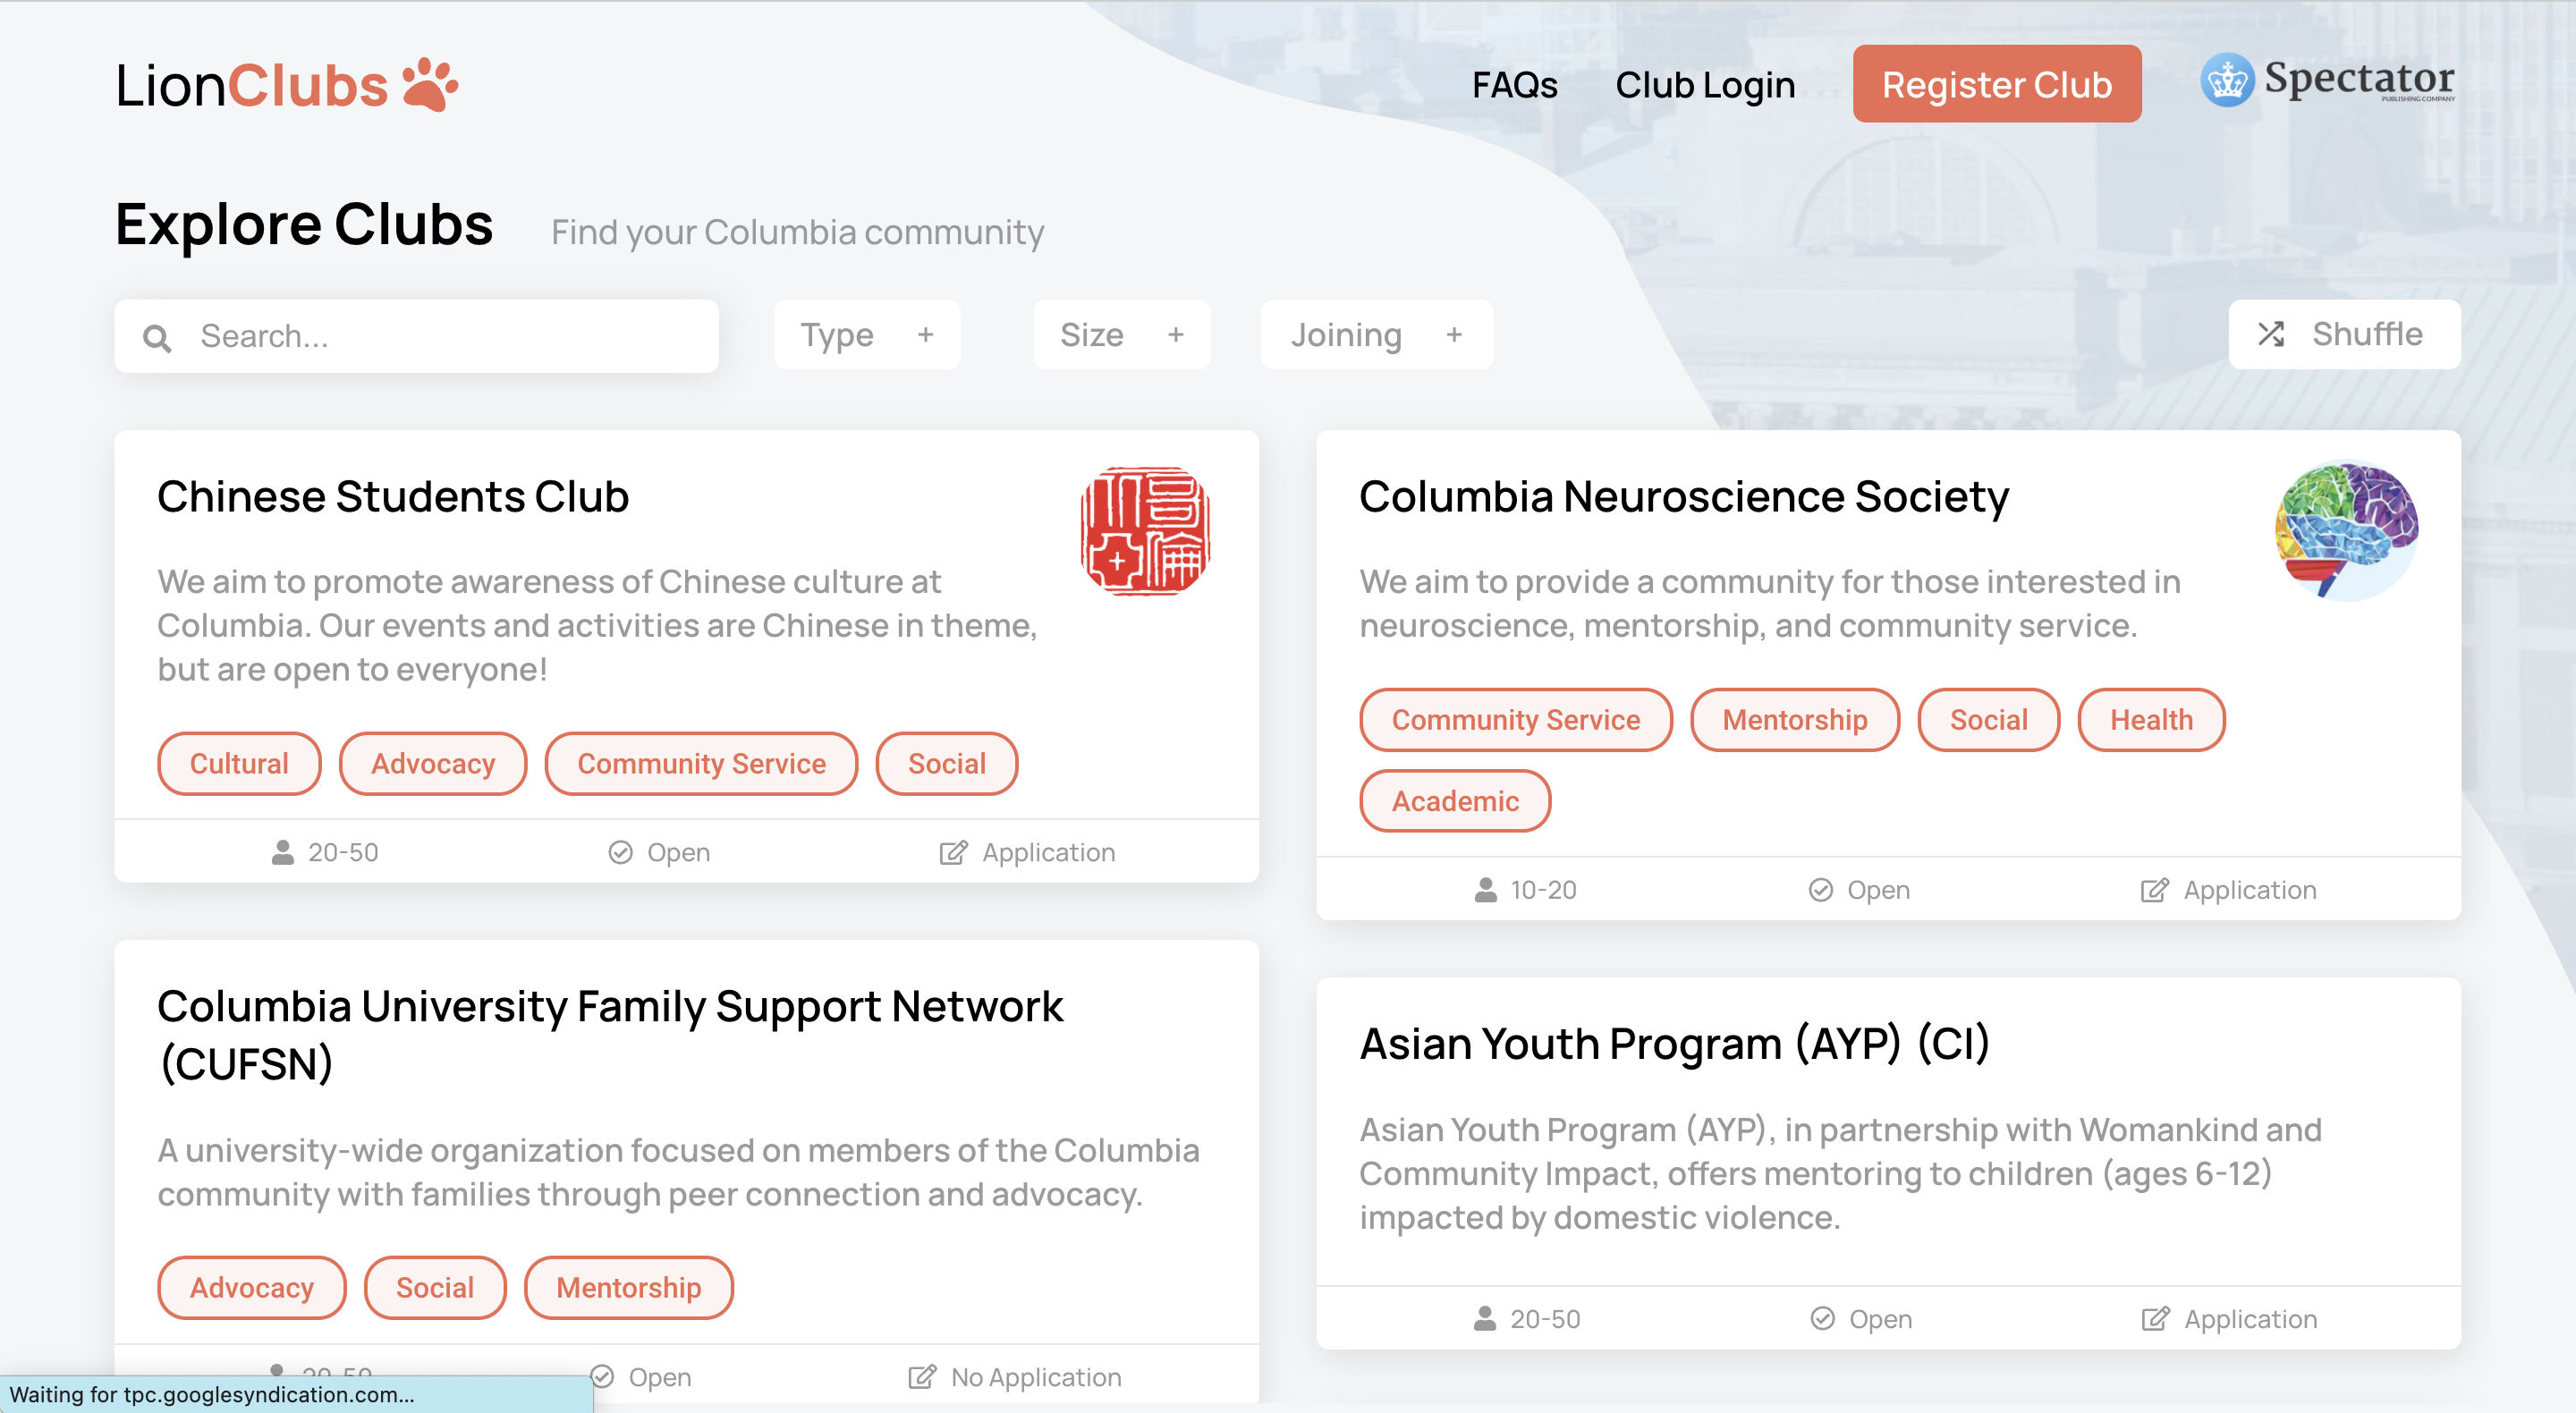 LionClubs
FAQs
Club Login
Register Club
Spectator
PUBLISHING COMPANY
Explore Clubs
Find your Columbia community
Search...
Type +
Size +
Joining +
Shuffle
Chinese Students Club
We aim to promote awareness of Chinese culture at
Columbia. Our events and activities are Chinese in theme,
but are open to everyone!
Cultural
Advocacy
Community Service
Social
20-50
Open
Application
Columbia Neuroscience Society
We aim to provide a community for those interested in
neuroscience, mentorship, and community service.
Community Service
Mentorship
Social
Health
Academic
10-20
Open
Application
Columbia University Family Support Network
(CUFSN)
A university-wide organization focused on members of the Columbia
community with families through peer connection and advocacy.
Advocacy
Social
Mentorship
20-50
Open
No Application
Asian Youth Program (AYP) (CI)
Asian Youth Program (AYP), in partnership with Womankind and
Community Impact, offers mentoring to children (ages 6-12)
impacted by domestic violence.
20-50
Open
Application
Waiting for tpc.googlesyndication.com...